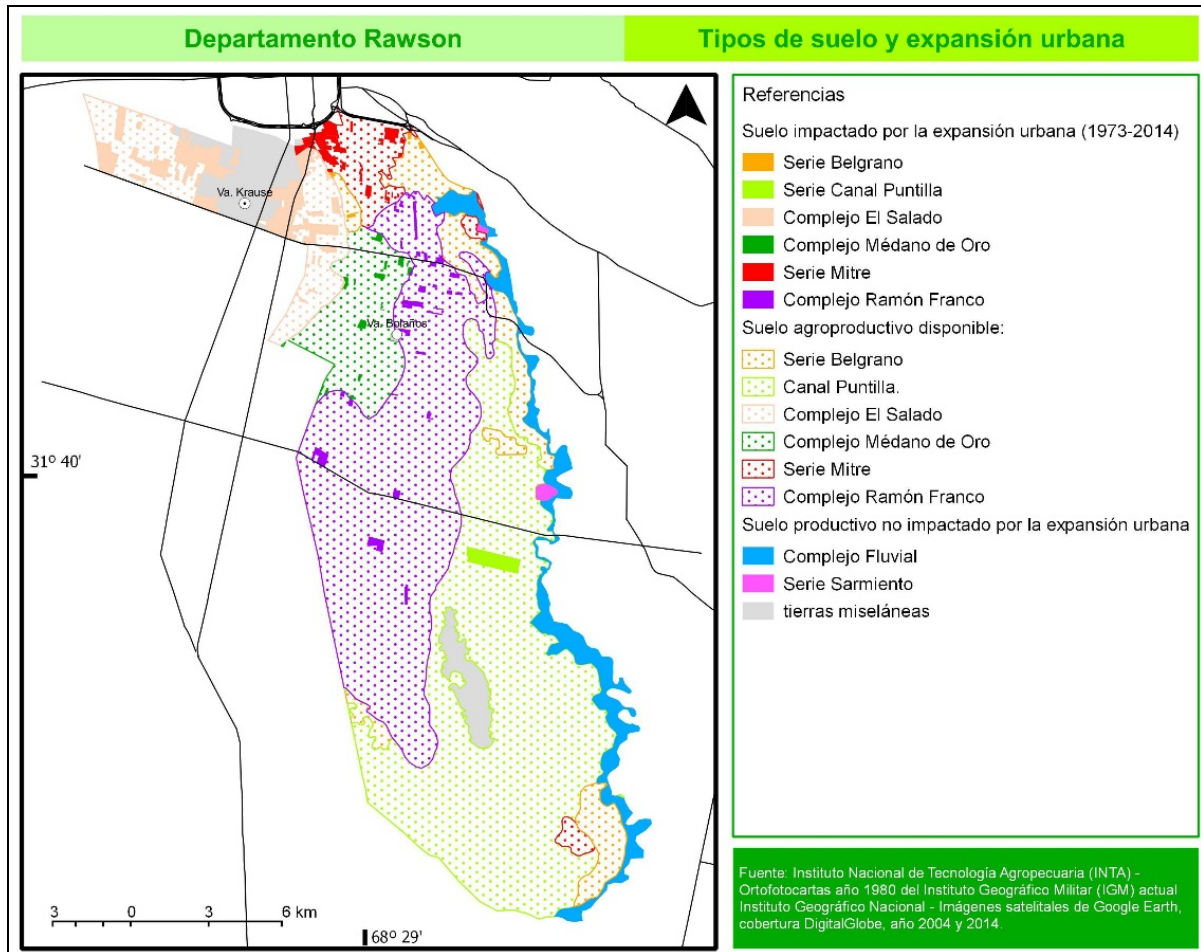 Departamento Rawson
Tipos de suelo y expansión urbana
Va. Krause
Va. Bolaños
31º 40'
3 0 3 6 km
68º 29'
Referencias
Suelo impactado por la expansión urbana (1973-2014)
Serie Belgrano
Serie Canal Puntilla
Complejo El Salado
Complejo Médano de Oro
Serie Mitre
Complejo Ramón Franco
Suelo agroproductivo disponible:
Serie Belgrano
Canal Puntilla.
Complejo El Salado
Complejo Médano de Oro
Serie Mitre
Complejo Ramón Franco
Suelo productivo no impactado por la expansión urbana
Complejo Fluvial
Serie Sarmiento
tierras miseláneas
Fuente: Instituto Nacional de Tecnología Agropecuaria (INTA) -
Ortofotocartas año 1980 del Instituto Geográfico Militar (IGM) actual
Instituto Geográfico Nacional - Imágenes satelitales de Google Earth,
cobertura DigitalGlobe, año 2004 y 2014.